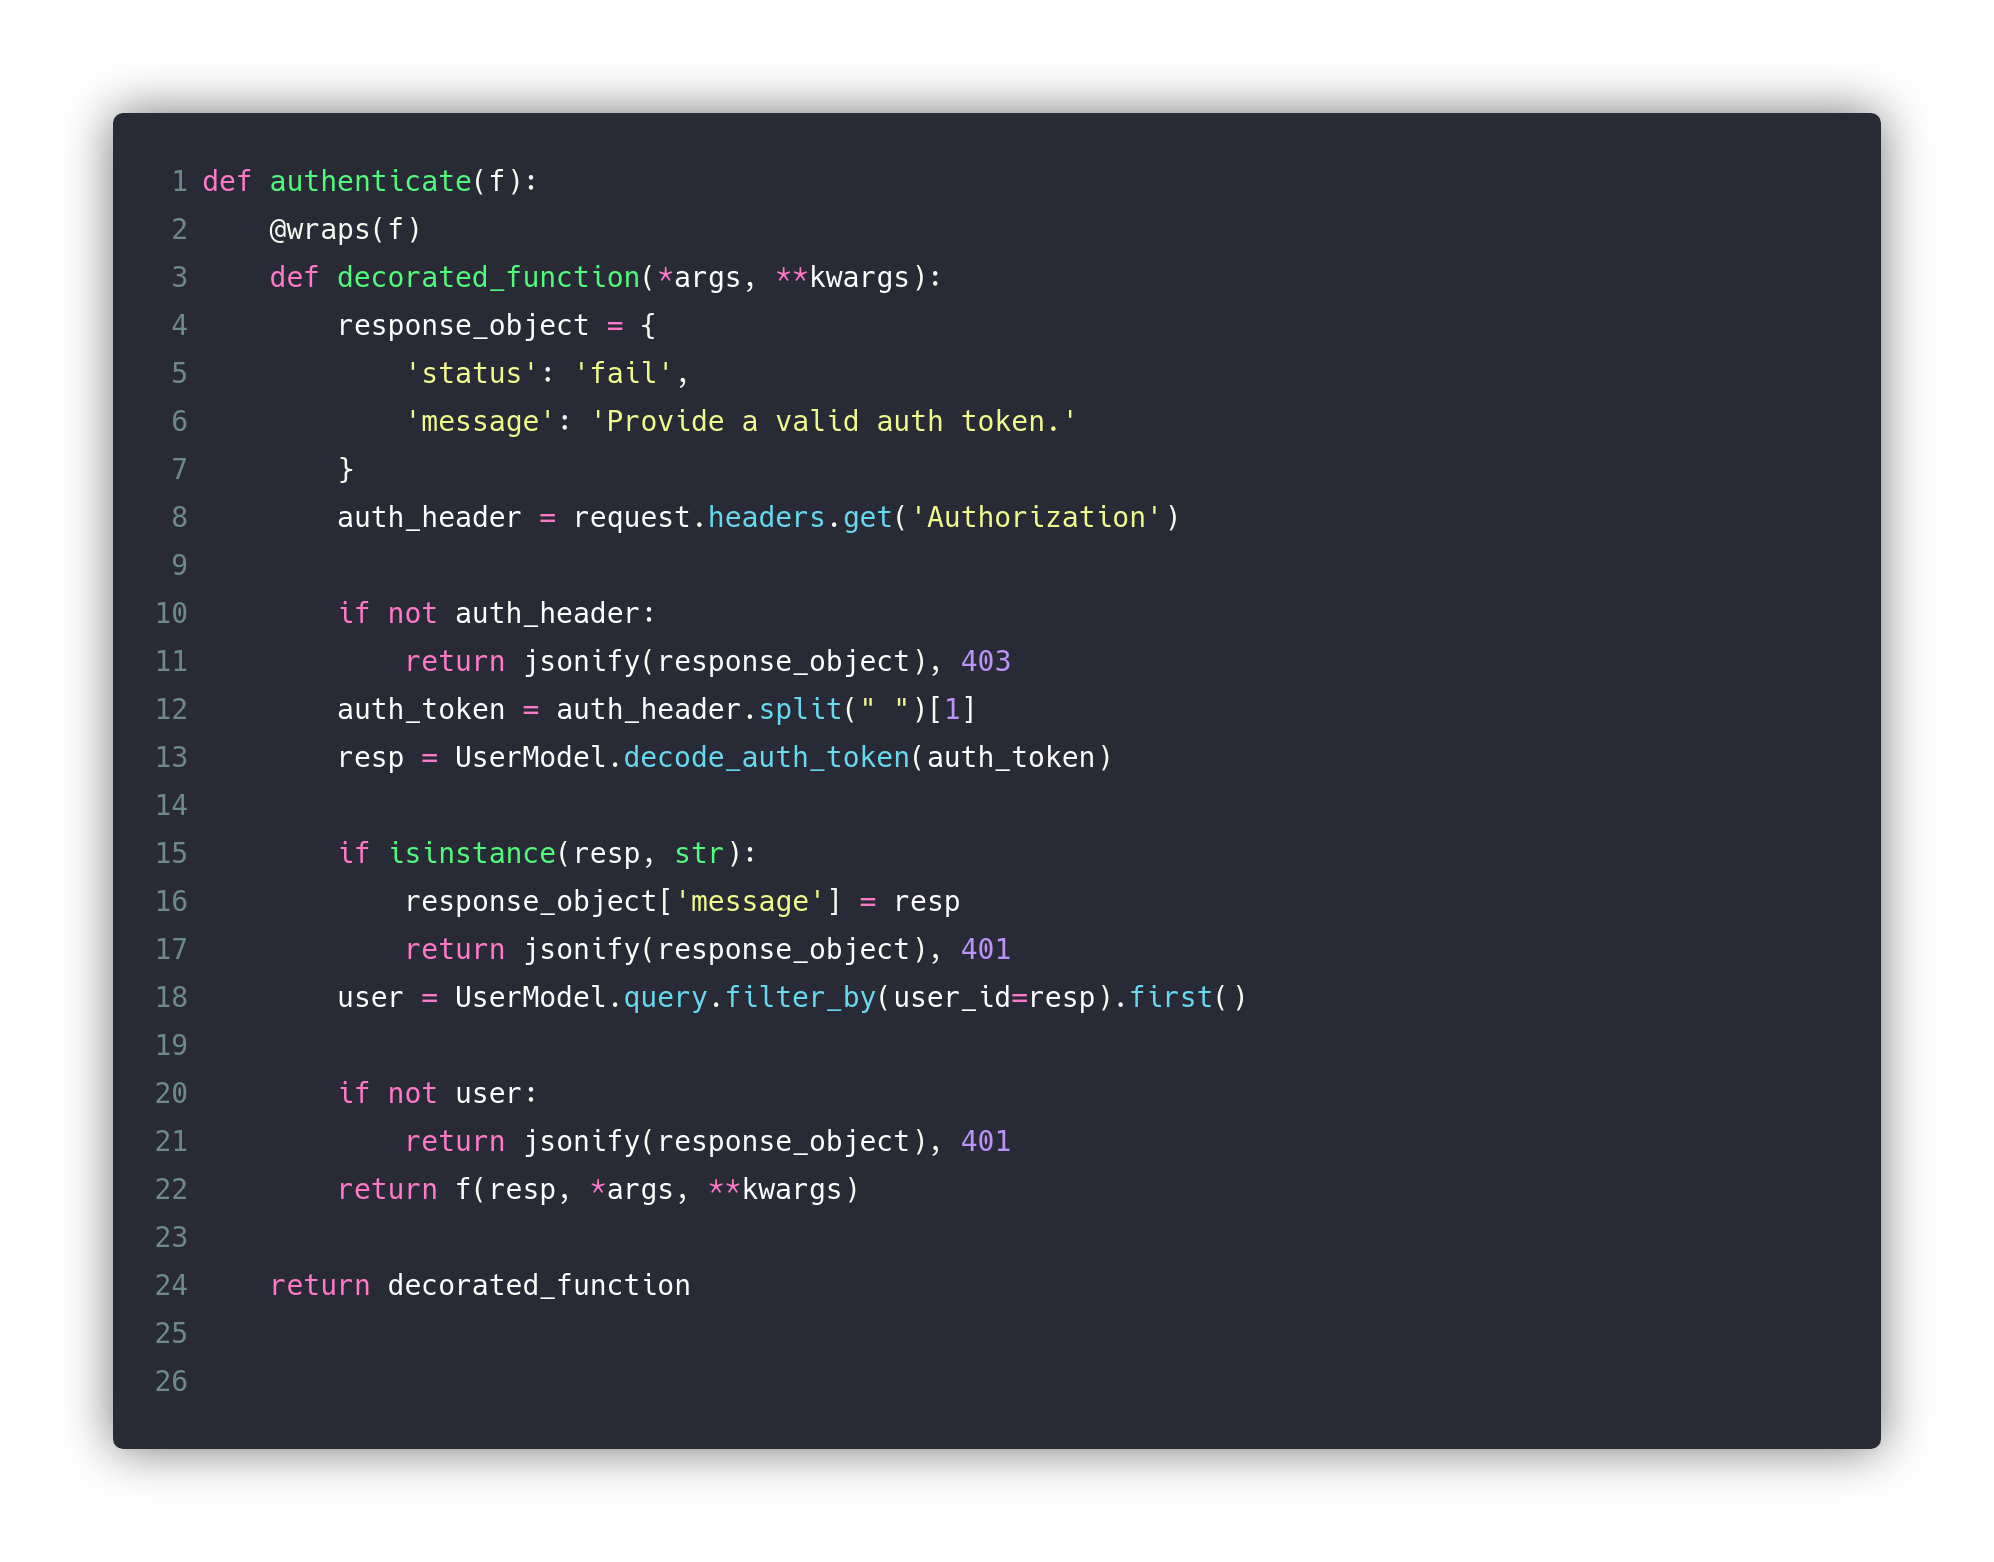 1 def authenticate(f):
2     @wraps(f)
3     def decorated_function(*args, **kwargs):
4         response_object = {
5             'status': 'fail',
6             'message': 'Provide a valid auth token.'
7         }
8         auth_header = request.headers.get('Authorization')
9
10         if not auth_header:
11             return jsonify(response_object), 403
12         auth_token = auth_header.split(" ")[1]
13         resp = UserModel.decode_auth_token(auth_token)
14
15         if isinstance(resp, str):
16             response_object['message'] = resp
17             return jsonify(response_object), 401
18         user = UserModel.query.filter_by(user_id=resp).first()
19
20         if not user:
21             return jsonify(response_object), 401
22         return f(resp, *args, **kwargs)
23
24     return decorated_function
25
26